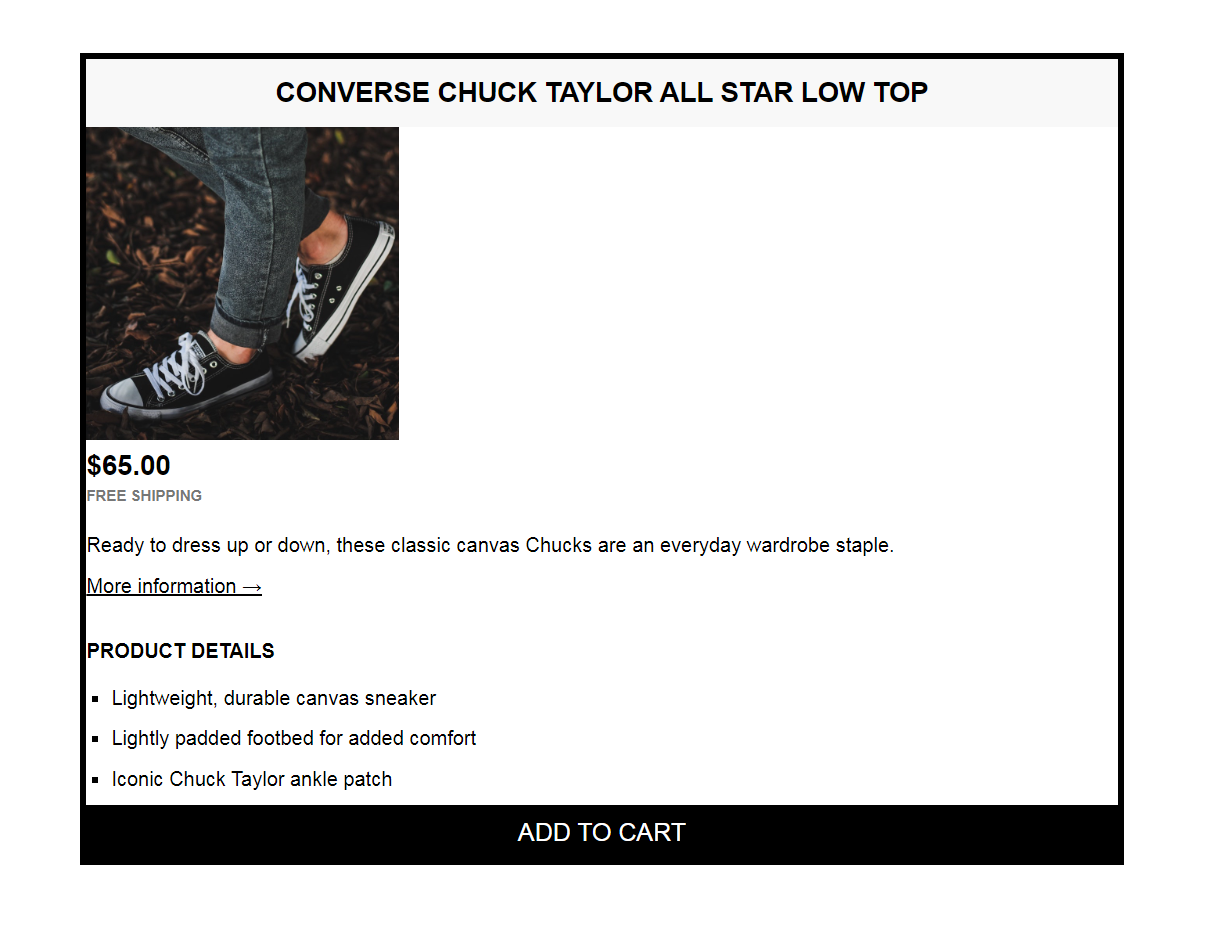 CONVERSE CHUCK TAYLOR ALL STAR LOW TOP
$65.00
FREE SHIPPING
Ready to dress up or down, these classic canvas Chucks are an everyday wardrobe staple.
More information →
PRODUCT DETAILS
▪ Lightweight, durable canvas sneaker
▪ Lightly padded footbed for added comfort
▪ Iconic Chuck Taylor ankle patch
ADD TO CART